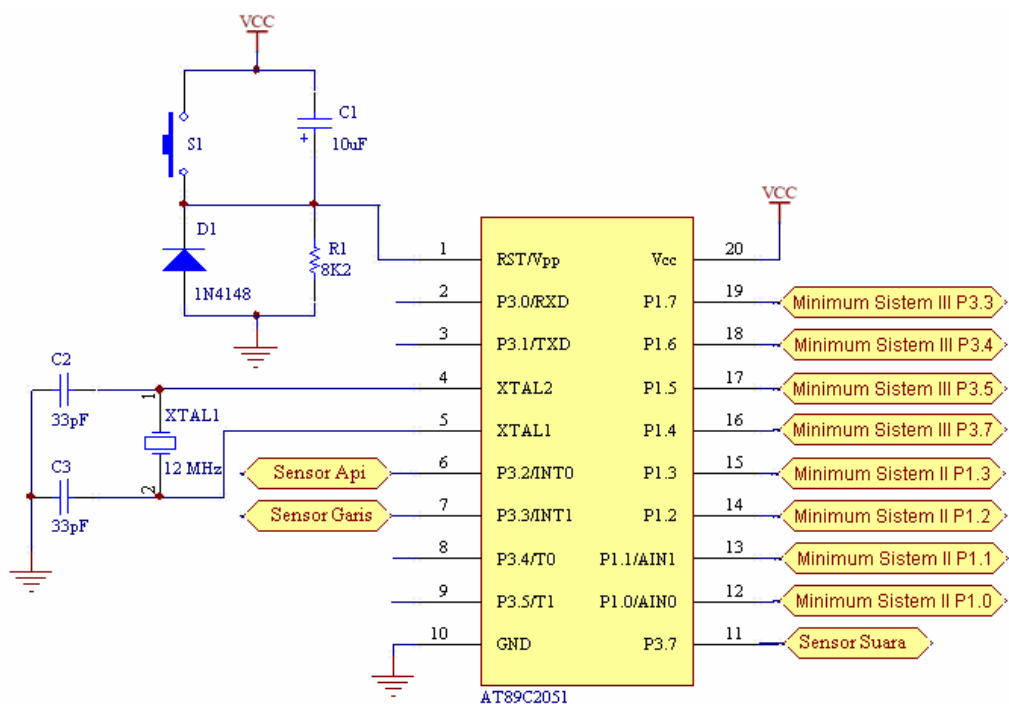 VCC
C1
10uF
S1
D1
1N4148
R1
8K2
VCC
1 RST/Vpp Vcc 20
2 P3.0/RXD P1.7 19 Minimum Sistem III P3.3
3 P3.1/TXD P1.6 18 Minimum Sistem III P3.4
C2
33pF
4 XTAL2 P1.5 17 Minimum Sistem III P3.5
1
XTAL1
12 MHz
2
5 XTAL1 P1.4 16 Minimum Sistem III P3.7
C3
33pF
Sensor Api 6 P3.2/INT0 P1.3 15 Minimum Sistem II P1.3
Sensor Garis 7 P3.3/INT1 P1.2 14 Minimum Sistem II P1.2
8 P3.4/T0 P1.1/AIN1 13 Minimum Sistem II P1.1
9 P3.5/T1 P1.0/AIN0 12 Minimum Sistem II P1.0
10 GND P3.7 11 Sensor Suara
AT89C2051